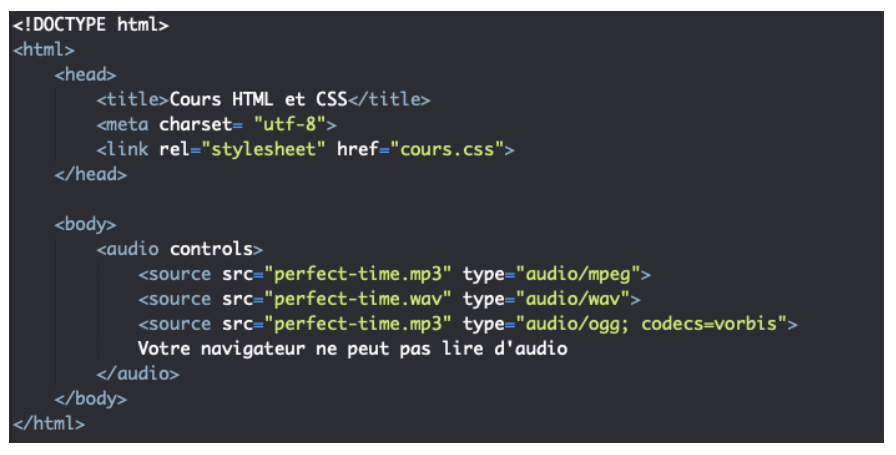 <!DOCTYPE html>
<html>
    <head>
        <title>Cours HTML et CSS</title>
        <meta charset= "utf-8">
        <link rel="stylesheet" href="cours.css">
    </head>

    <body>
        <audio controls>
            <source src="perfect-time.mp3" type="audio/mpeg">
            <source src="perfect-time.wav" type="audio/wav">
            <source src="perfect-time.mp3" type="audio/ogg; codecs=vorbis">
            Votre navigateur ne peut pas lire d'audio
        </audio>
    </body>
</html>